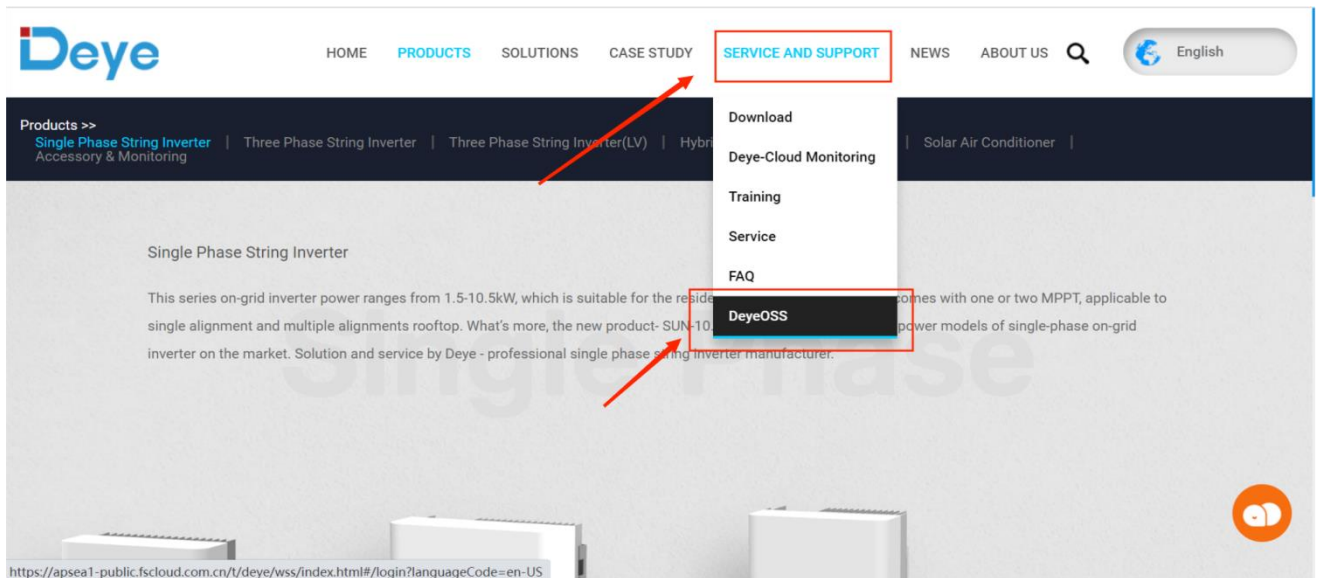 Deye
HOME PRODUCTS SOLUTIONS CASE STUDY SERVICE AND SUPPORT NEWS ABOUT US English
Products >>
Single Phase String Inverter | Three Phase String Inverter | Three Phase String Inverter(LV) | Hybri | Solar Air Conditioner |
Accessory & Monitoring
Download
Deye-Cloud Monitoring
Training
Service
FAQ
DeyeOSS
Single Phase String Inverter
This series on-grid inverter power ranges from 1.5-10.5kW, which is suitable for the reside comes with one or two MPPT, applicable to
single alignment and multiple alignments rooftop. What's more, the new product- SUN-10. power models of single-phase on-grid
inverter on the market. Solution and service by Deye - professional single phase string inverter manufacturer.
Single Phase
https://apsea1-public.fscloud.com.cn/t/deye/wss/index.html#/login?languageCode=en-US